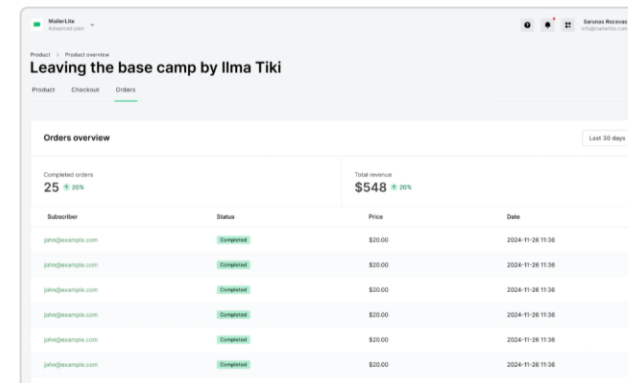 MailerLite
Advanced plan
Sarunas Recovas
info@mailerlite.com
Product > Product overview
Leaving the base camp by Ilma Tiki
Product Checkout Orders
Orders overview
Last 30 days
Completed orders
25 20%
Total revenue
$548 20%
Subscriber Status Price Date
john@example.com Completed $20.00 2024-11-26 11:36
john@example.com Completed $20.00 2024-11-26 11:36
john@example.com Completed $20.00 2024-11-26 11:36
john@example.com Completed $20.00 2024-11-26 11:36
john@example.com Completed $20.00 2024-11-26 11:36
john@example.com Completed $20.00 2024-11-26 11:36